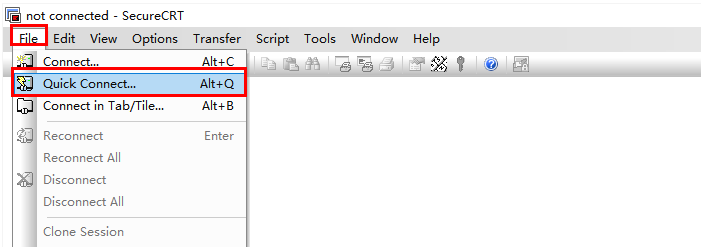 not connected - SecureCRT
File Edit View Options Transfer Script Tools Window Help
Connect... Alt+C
Quick Connect... Alt+Q
Connect in Tab/Tile... Alt+B
Reconnect Enter
Reconnect All
Disconnect
Disconnect All
Clone Session